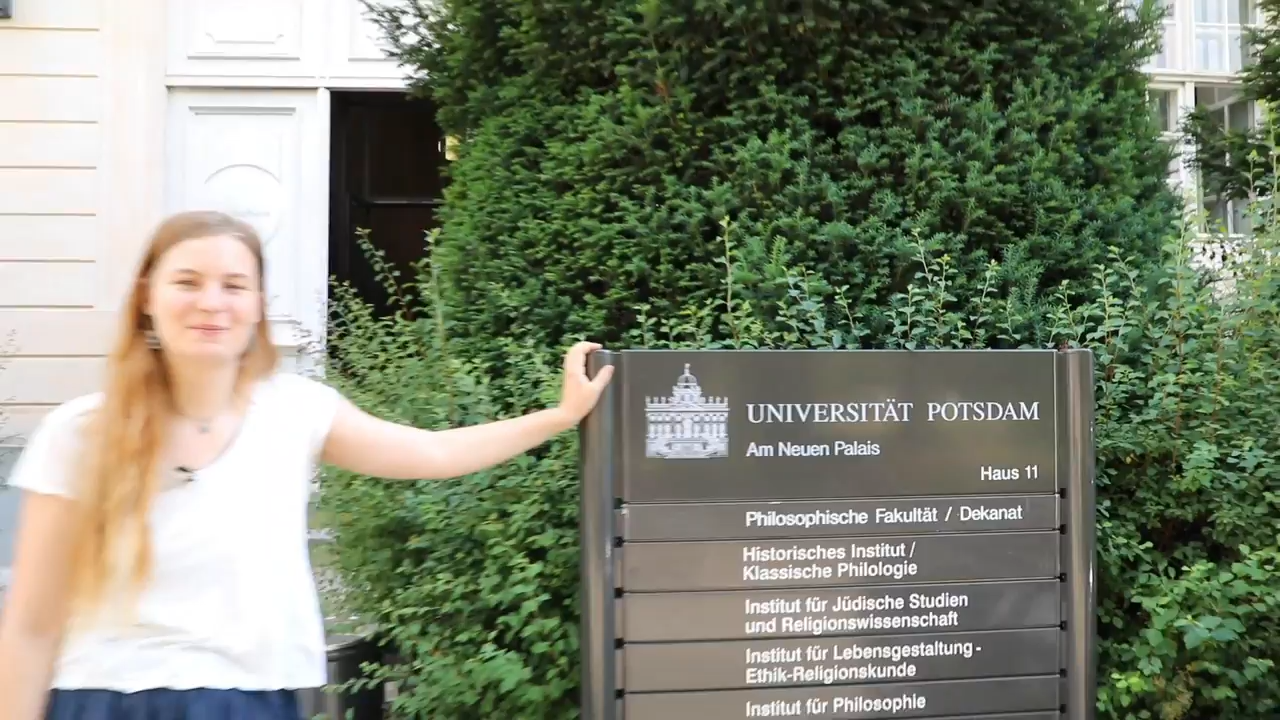 UNIVERSITÄT POTSDAM
Am Neuen Palais
Haus 11
Philosophische Fakultät / Dekanat
Historisches Institut /
Klassische Philologie
Institut für Jüdische Studien
und Religionswissenschaft
Institut für Lebensgestaltung -
Ethik-Religionskunde
Institut für Philosophie